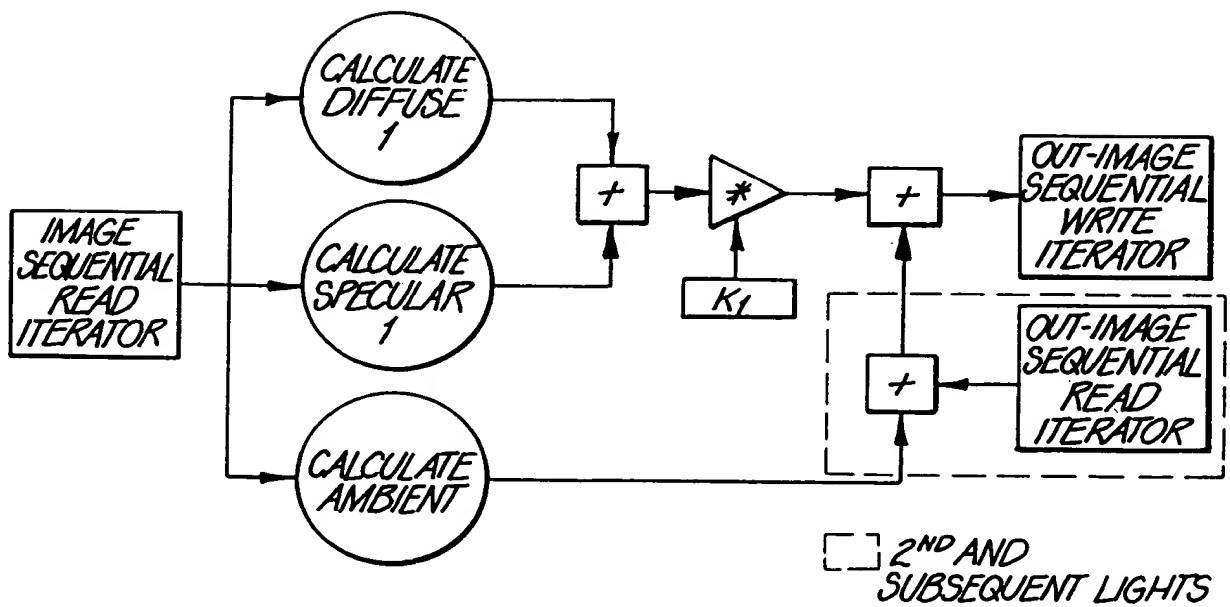 IMAGE
SEQUENTIAL
READ
ITERATOR
CALCULATE
DIFFUSE
1
CALCULATE
SPECULAR
1
CALCULATE
AMBIENT
+
*
K1
+
+
OUT-IMAGE
SEQUENTIAL
WRITE
ITERATOR
OUT-IMAGE
SEQUENTIAL
READ
ITERATOR
2ND AND
SUBSEQUENT LIGHTS